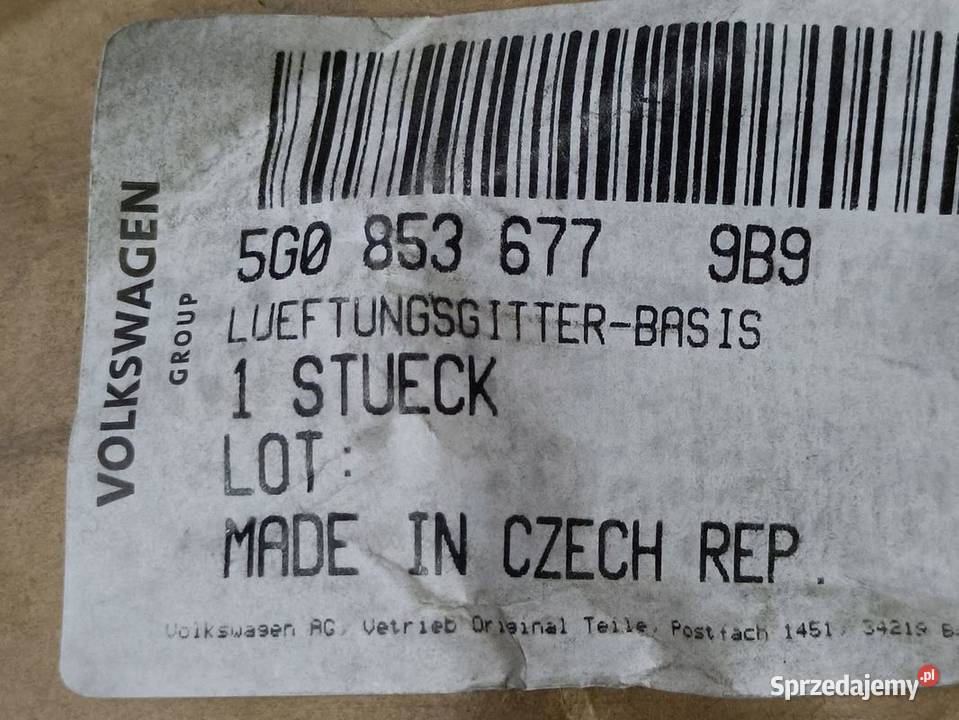 VOLKSWAGEN
GROUP
5G0 853 677 9B9
LUEFTUNGSGITTER-BASIS
1 STUECK
LOT:
MADE IN CZECH REP.
Volkswagen AG, Vetrieb Original Teile, Postfach 1451, 34219
Sprzedajemy.pl